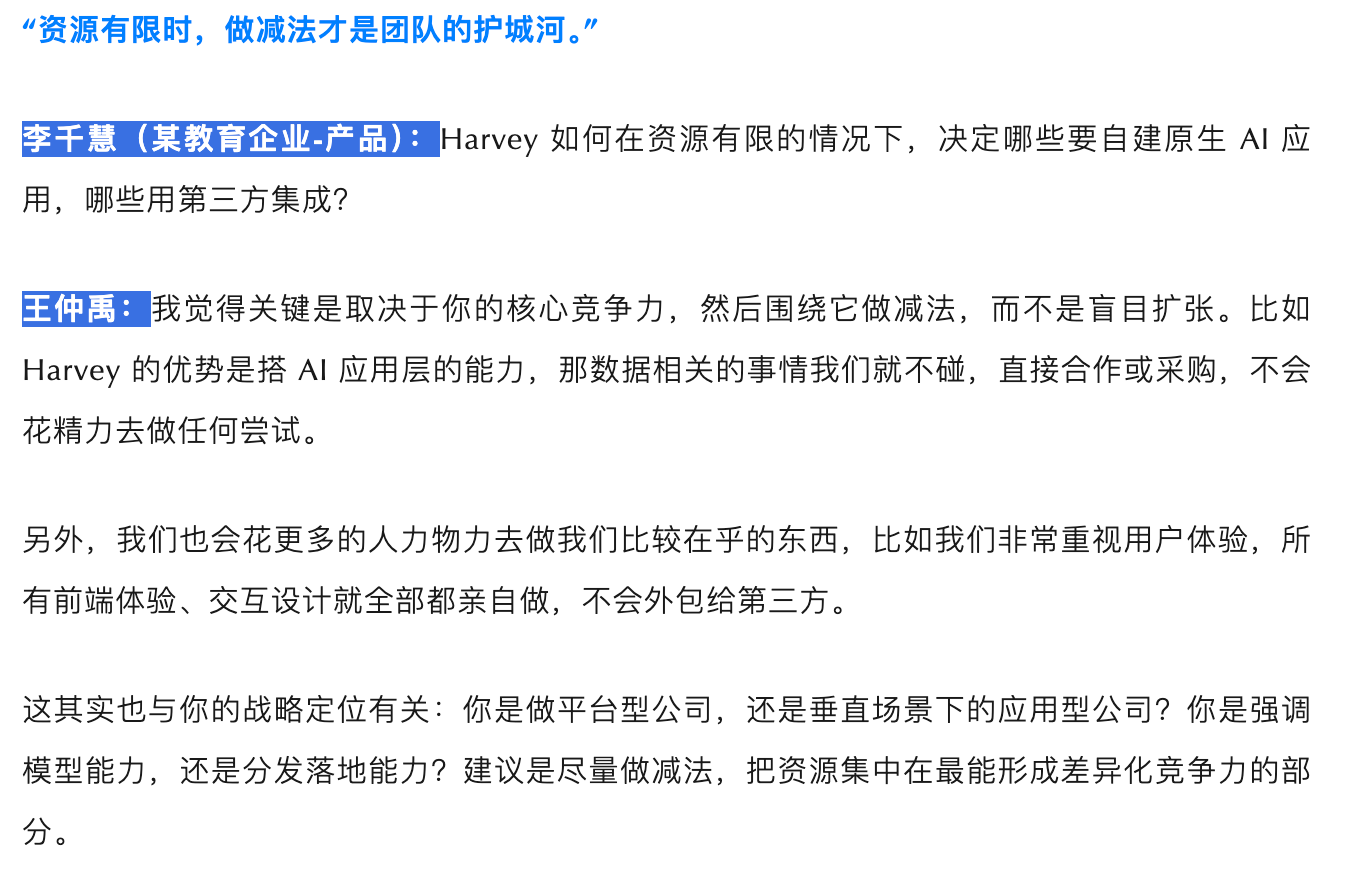 “资源有限时，做减法才是团队的护城河。”
李千慧（某教育企业-产品）：Harvey 如何在资源有限的情况下，决定哪些要自建原生 AI 应
用，哪些用第三方集成？
王仲禹：我觉得关键是取决于你的核心竞争力，然后围绕它做减法，而不是盲目扩张。比如
Harvey 的优势是搭 AI 应用层的能力，那数据相关的事情我们就不碰，直接合作或采购，不会
花精力去做任何尝试。
另外，我们也会花更多的人力物力去做我们比较在乎的东西，比如我们非常重视用户体验，所
有前端体验、交互设计就全部都亲自做，不会外包给第三方。
这其实也与你的战略定位有关：你是做平台型公司，还是垂直场景下的应用型公司？你是强调
模型能力，还是分发落地能力？建议是尽量做减法，把资源集中在最能形成差异化竞争力的部
分。